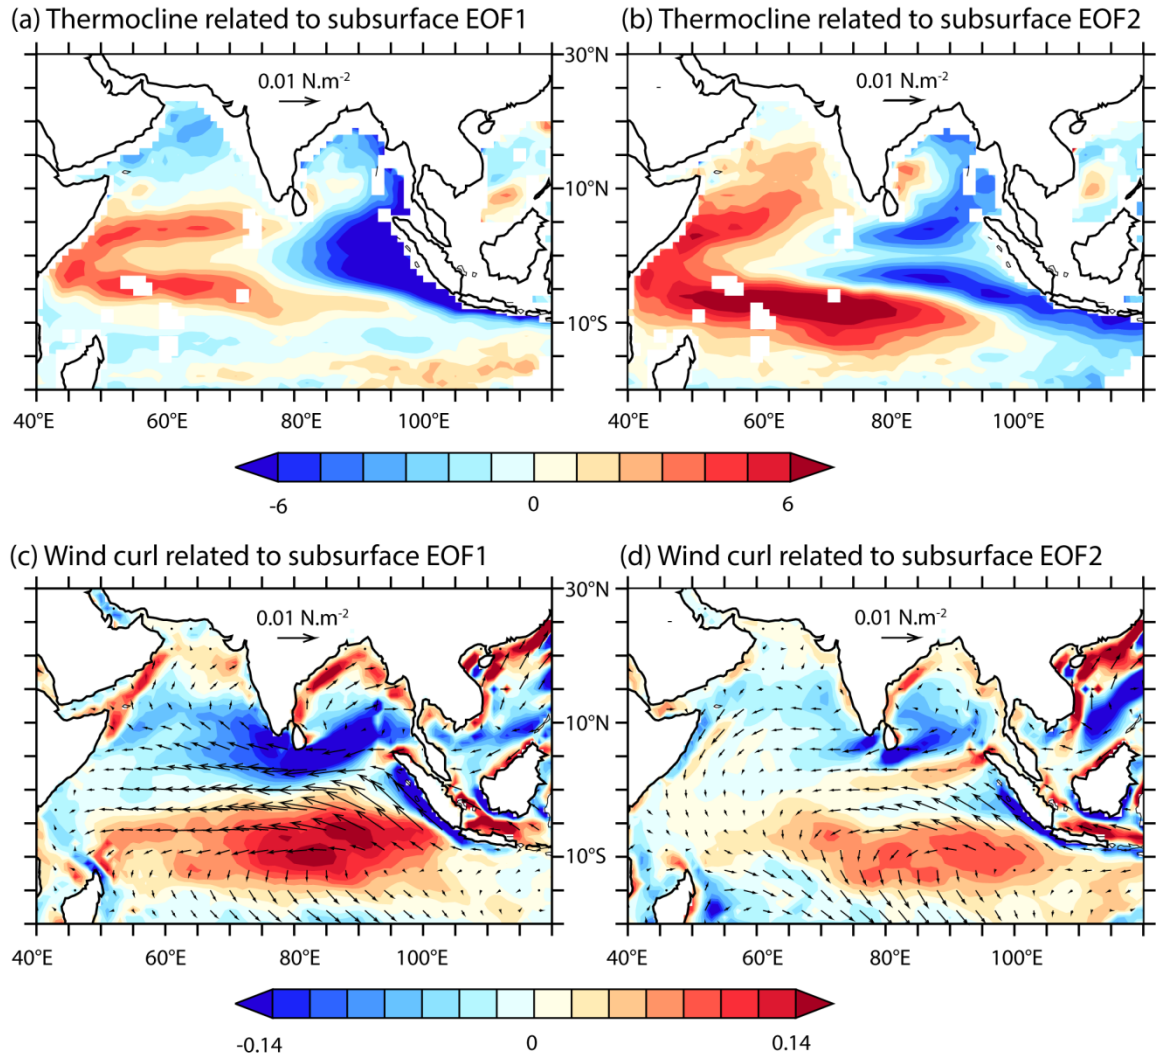 (a) Thermocline related to subsurface EOF1
(b) Thermocline related to subsurface EOF2
0.01 N.m-2
0.01 N.m-2
30°N
10°N
10°S
40°E 60°E 80°E 100°E
40°E 60°E 80°E 100°E
-6 0 6
(c) Wind curl related to subsurface EOF1
(d) Wind curl related to subsurface EOF2
0.01 N.m-2
0.01 N.m-2
30°N
10°N
10°S
40°E 60°E 80°E 100°E
40°E 60°E 80°E 100°E
-0.14 0 0.14